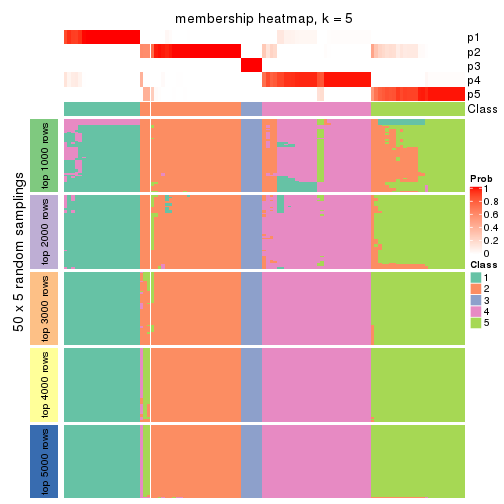 membership heatmap, k = 5
p1
p2
p3
p4
p5
Class
50 x 5 random samplings
top 1000 rows
top 2000 rows
top 3000 rows
top 4000 rows
top 5000 rows
Prob
1
0.8
0.6
0.4
0.2
0
Class
1
2
3
4
5